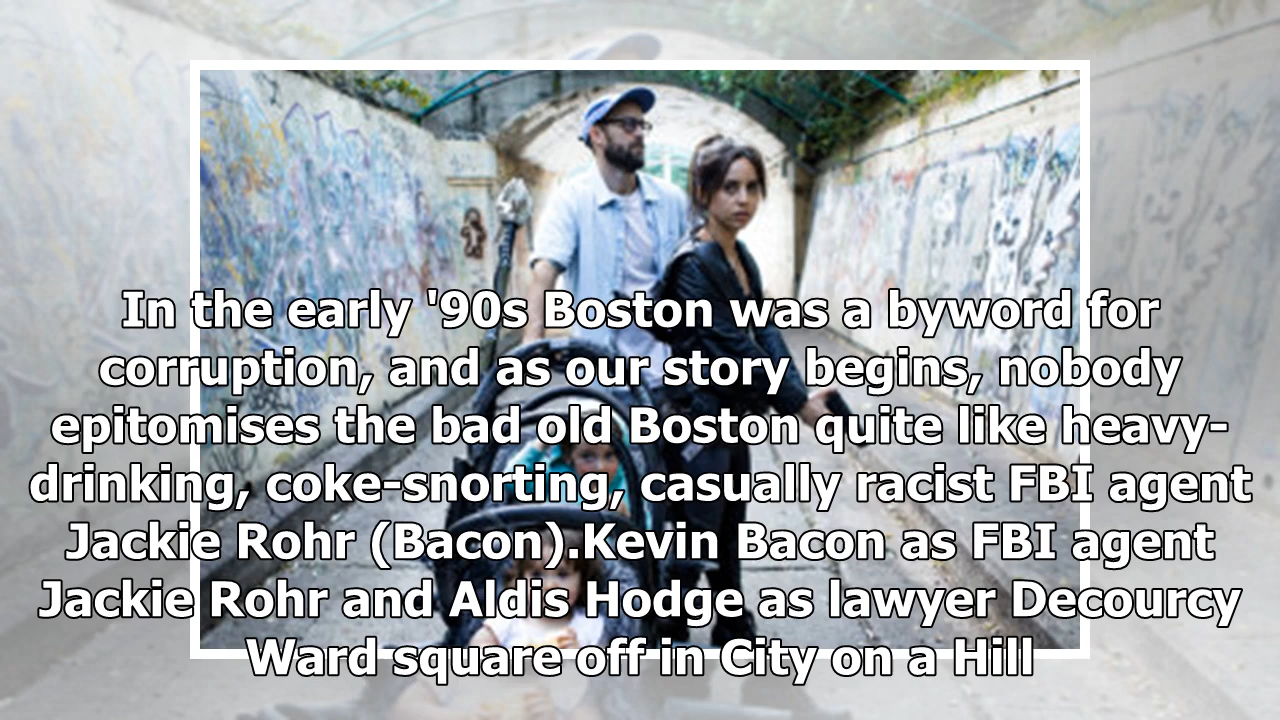 In the early '90s Boston was a byword for
corruption, and as our story begins, nobody
epitomises the bad old Boston quite like heavy-
drinking, coke-snorting, casually racist FBI agent
Jackie Rohr (Bacon).Kevin Bacon as FBI agent
Jackie Rohr and Aldis Hodge as lawyer Decourcy
Ward square off in City on a Hill